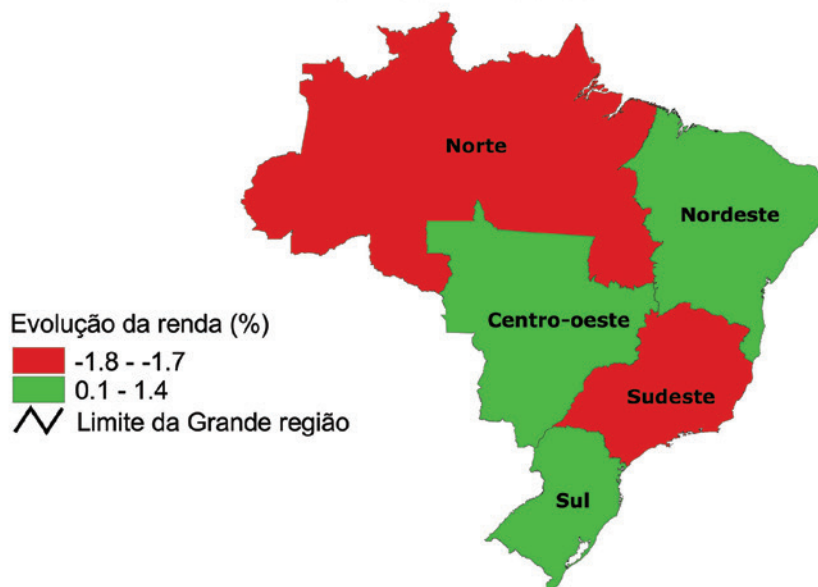 Norte
Nordeste
Centro-oeste
Sudeste
Sul
Evolução da renda (%)
-1.8 - -1.7
0.1 - 1.4
Limite da Grande região